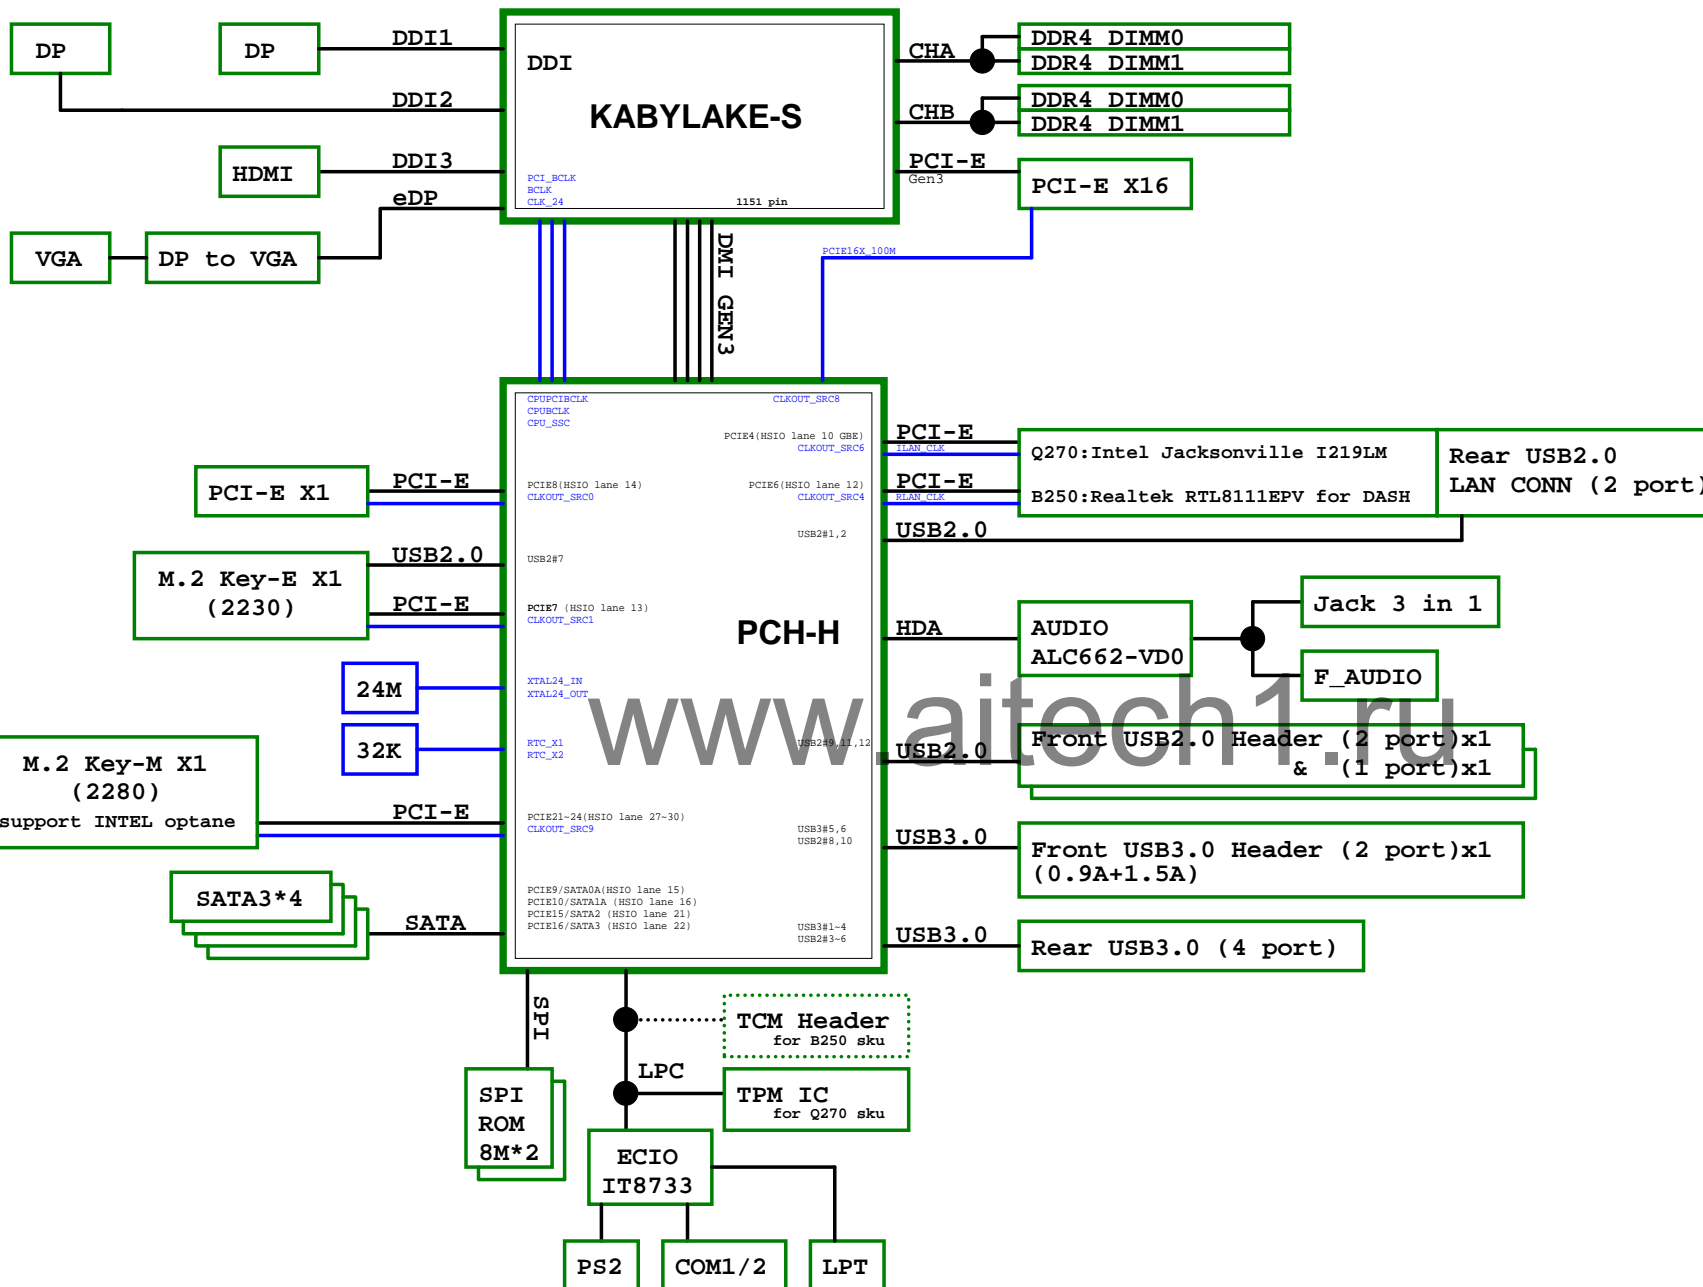 DP
DP
DDI1
DDI2
HDMI
DDI3
eDP
VGA
DP to VGA
DDI
KABYLAKE-S
PCI_BCLK
BCLK
CLK_24
1151 pin
CHA
DDR4 DIMM0
DDR4 DIMM1
CHB
DDR4 DIMM0
DDR4 DIMM1
PCI-E
Gen3
PCI-E X16
PCIE16X_100M
DMI GEN3
CPUPCIBCLK
CPUBCLK
CPU_SSC
CLKOUT_SRC8
PCIE4(HSIO lane 10 GBE)
CLKOUT_SRC6
PCI-E
ILAN_CLK
Q270:Intel Jacksonville I219LM
Rear USB2.0
LAN CONN (2 port)
PCI-E X1
PCI-E
PCIE8(HSIO lane 14)
CLKOUT_SRC0
PCIE6(HSIO lane 12)
CLKOUT_SRC4
PCI-E
RLAN_CLK
B250:Realtek RTL8111EPV for DASH
USB2#1,2
USB2.0
M.2 Key-E X1
(2230)
USB2.0
USB2#7
PCI-E
PCIE7 (HSIO lane 13)
CLKOUT_SRC1
PCH-H
HDA
AUDIO
ALC662-VD0
Jack 3 in 1
F_AUDIO
24M
XTAL24_IN
XTAL24_OUT
32K
RTC_X1
RTC_X2
www.aitech1.ru
USB2#9,11,12
USB2.0
Front USB2.0 Header (2 port)x1
& (1 port)x1
M.2 Key-M X1
(2280)
support INTEL optane
PCI-E
PCIE21~24(HSIO lane 27~30)
CLKOUT_SRC9
USB3#5,6
USB2#8,10
USB3.0
Front USB3.0 Header (2 port)x1
(0.9A+1.5A)
SATA3*4
SATA
PCIE9/SATA0A(HSIO lane 15)
PCIE10/SATA1A (HSIO lane 16)
PCIE15/SATA2 (HSIO lane 21)
PCIE16/SATA3 (HSIO lane 22)
USB3#1~4
USB2#3~6
USB3.0
Rear USB3.0 (4 port)
SPI
SPI
ROM
8M*2
TCM Header
for B250 sku
LPC
TPM IC
for Q270 sku
ECIO
IT8733
PS2
COM1/2
LPT